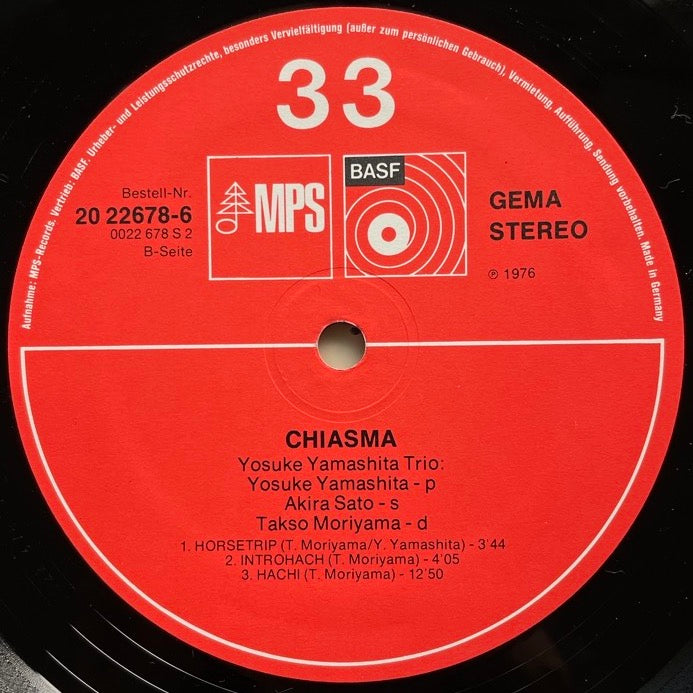 Aufnahme: MPS-Records. Vertrieb: BASF. Urheber- und Leistungsschutzrechte, besonders Vervielfältigung (außer zum persönlichen Gebrauch), Vermietung, Aufführung, Sendung vorbehalten. Made in Germany
33
Bestell-Nr.
20 22678-6
0022 678 S 2
B-Seite
MPS
BASF
GEMA
STEREO
℗ 1976
CHIASMA
Yosuke Yamashita Trio:
Yosuke Yamashita - p
Akira Sato - s
Takso Moriyama - d
1. HORSETRIP (T. Moriyama/Y. Yamashita) - 3'44
2. INTROHACH (T. Moriyama) - 4'05
3. HACHI (T. Moriyama) - 12'50